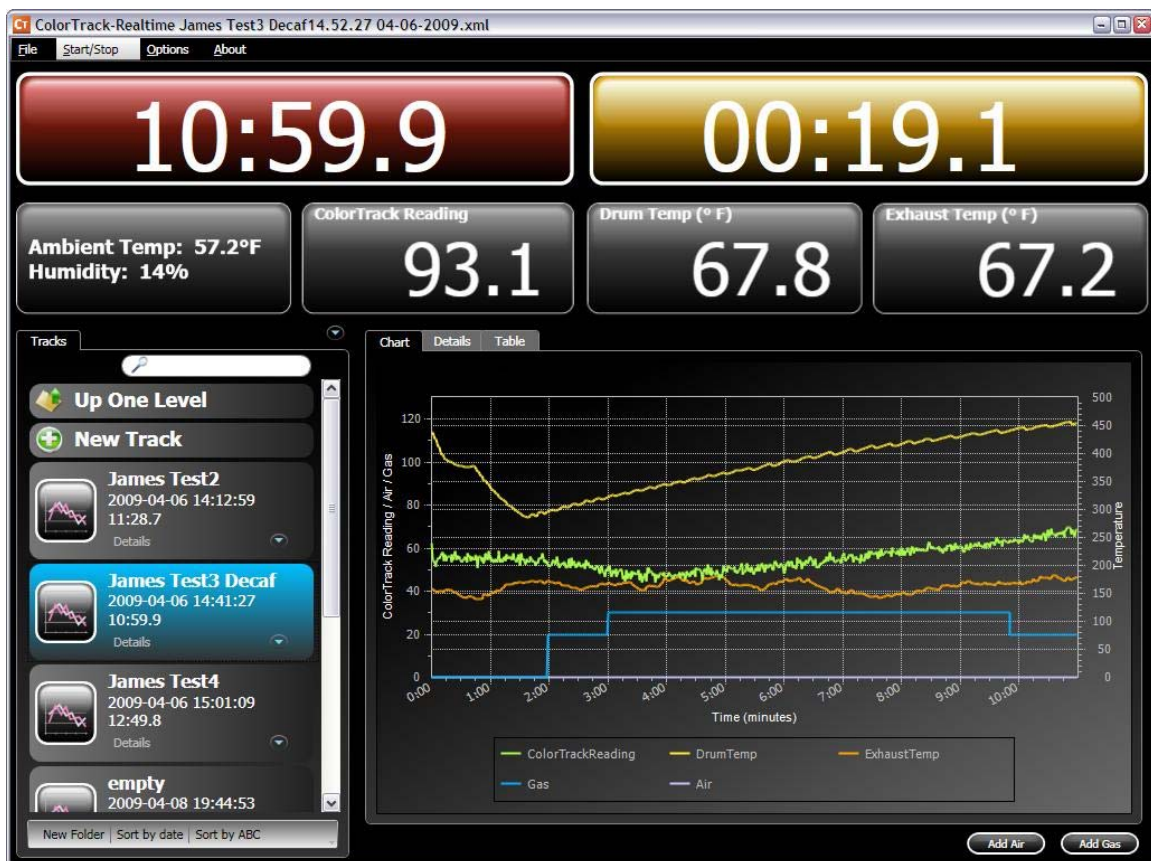 CT ColorTrack-Realtime James Test3 Decaf14.52.27 04-06-2009.xml
File Start/Stop Options About
10:59.9
00:19.1
Ambient Temp: 57.2°F
Humidity: 14%
ColorTrack Reading
93.1
Drum Temp (° F)
67.8
Exhaust Temp (° F)
67.2
Tracks
Up One Level
New Track
James Test2
2009-04-06 14:12:59
11:28.7
Details
James Test3 Decaf
2009-04-06 14:41:27
10:59.9
Details
James Test4
2009-04-06 15:01:09
12:49.8
Details
empty
2009-04-08 19:44:53
New Folder | Sort by date | Sort by ABC
Chart Details Table
ColorTrack Reading / Air / Gas
120
100
80
60
40
20
0
500
450
400
350
300
250
200
150
100
50
0
Temperature
0:00 1:00 2:00 3:00 4:00 5:00 6:00 7:00 8:00 9:00 10:00
Time (minutes)
ColorTrackReading DrumTemp ExhaustTemp
Gas Air
Add Air Add Gas